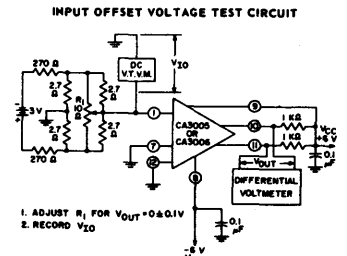 INPUT OFFSET VOLTAGE TEST CIRCUIT
270 Ω
DC
V.T.V.M.
VIO
2.7
Ω
R1
10
Ω
2.7
Ω
3 V
2.7
Ω
2.7
Ω
270
Ω
1
7
12
CA3005
OR
CA3006
9
10
11
8
1 KΩ
1 KΩ
VOUT
VCC
+6 V
0.1
µF
DIFFERENTIAL
VOLTMETER
1. ADJUST R1 FOR VOUT = 0 ± 0.1 V
2. RECORD VIO
0.1
µF
-6 V